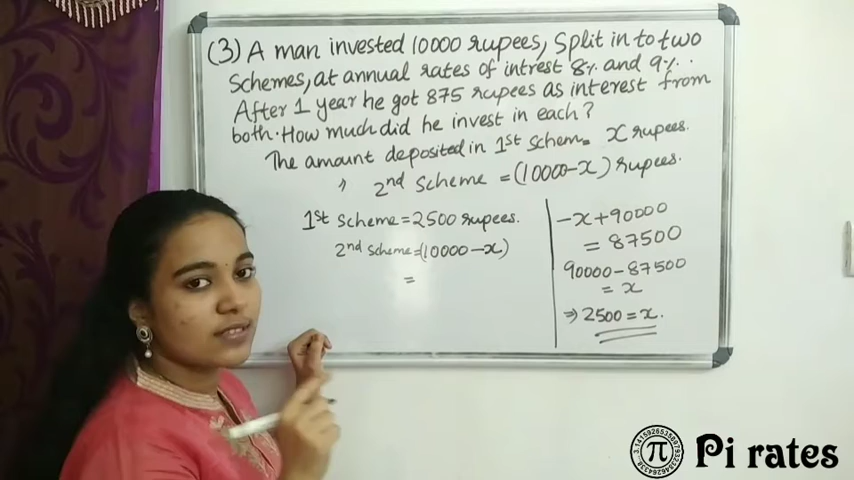 (3) A man invested 10000 rupees, Split in to two
schemes, at annual rates of intrest 8% and 9%.
After 1 year he got 875 rupees as interest from
both. How much did he invest in each?
The amount deposited in 1st schem = x rupees.
〃 2nd scheme = (10000-x) rupees.
1st scheme = 2500 rupees.
2nd scheme = (10000-x)
=
-x+90000
= 87500
90000-87500
= x
⇒ 2500 = x.
π
Pi rates